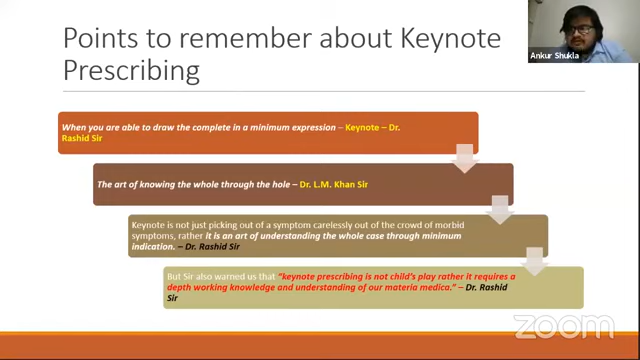 Points to remember about Keynote
Prescribing
Ankur Shukla
When you are able to draw the complete in a minimum expression – Keynote – Dr.
Rashid Sir
The art of knowing the whole through the hole – Dr. L.M. Khan Sir
Keynote is not just picking out of a symptom carelessly out of the crowd of morbid
symptoms, rather it is an art of understanding the whole case through minimum
indication. – Dr. Rashid Sir
But Sir also warned us that “keynote prescribing is not child’s play rather it requires a
depth working knowledge and understanding of our materia medica.” – Dr. Rashid
Sir
zoom